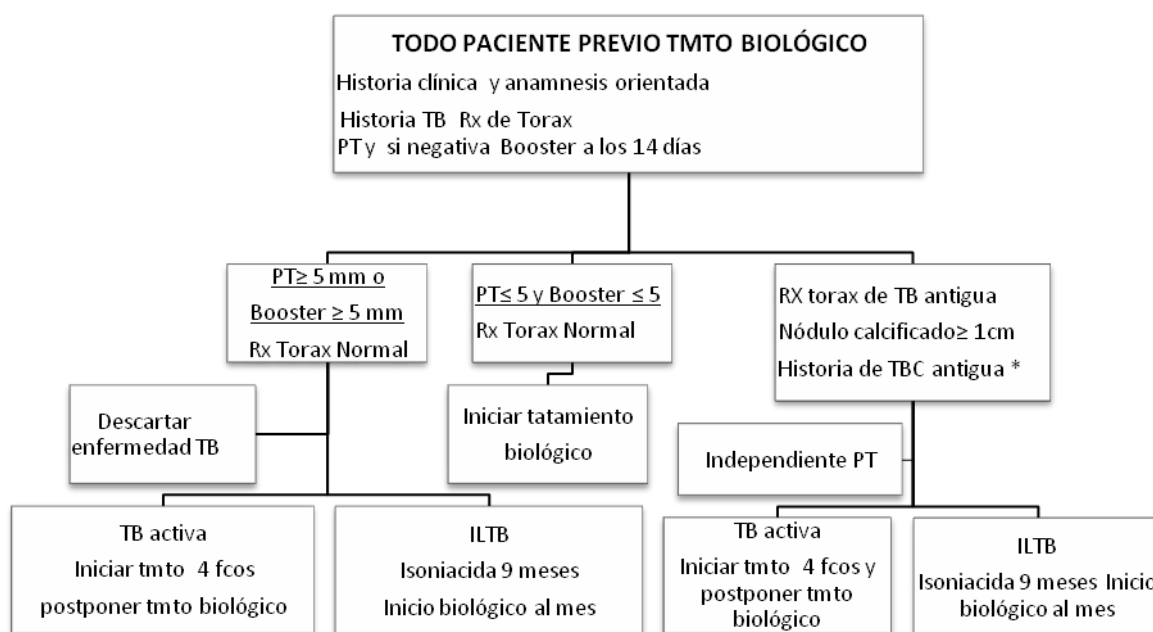 TODO PACIENTE PREVIO TMTO BIOLÓGICO
Historia clínica y anamnesis orientada
Historia TB Rx de Torax
PT y si negativa Booster a los 14 días
PT≥ 5 mm o
Booster ≥ 5 mm
Rx Torax Normal
PT≤ 5 y Booster ≤ 5
Rx Torax Normal
RX torax de TB antigua
Nódulo calcificado≥ 1cm
Historia de TBC antigua *
Descartar
enfermedad TB
Iniciar tatamiento
biológico
Independiente PT
TB activa
Iniciar tmto 4 fcos
postponer tmto biológico
ILTB
Isoniacida 9 meses
Inicio biológico al mes
TB activa
Iniciar tmto 4 fcos y
postponer tmto
biológico
ILTB
Isoniacida 9 meses Inicio
biológico al mes